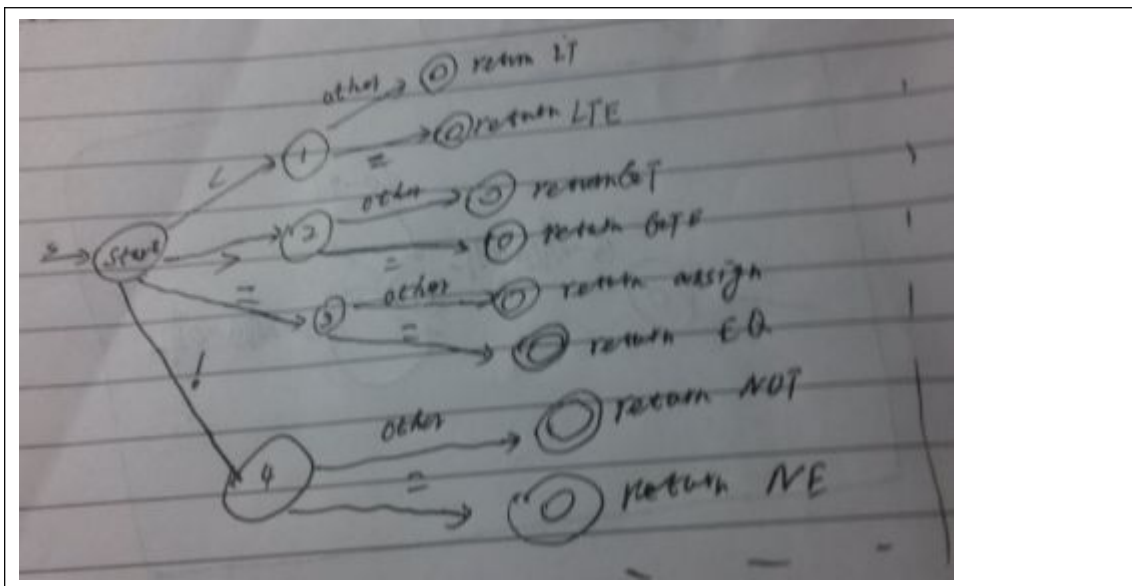 other return LT
< 1 = return LTE
other return GT
start > 2 = return GTE
= 3 other return assign
= return EQ
!
other return NOT
4 = return NE